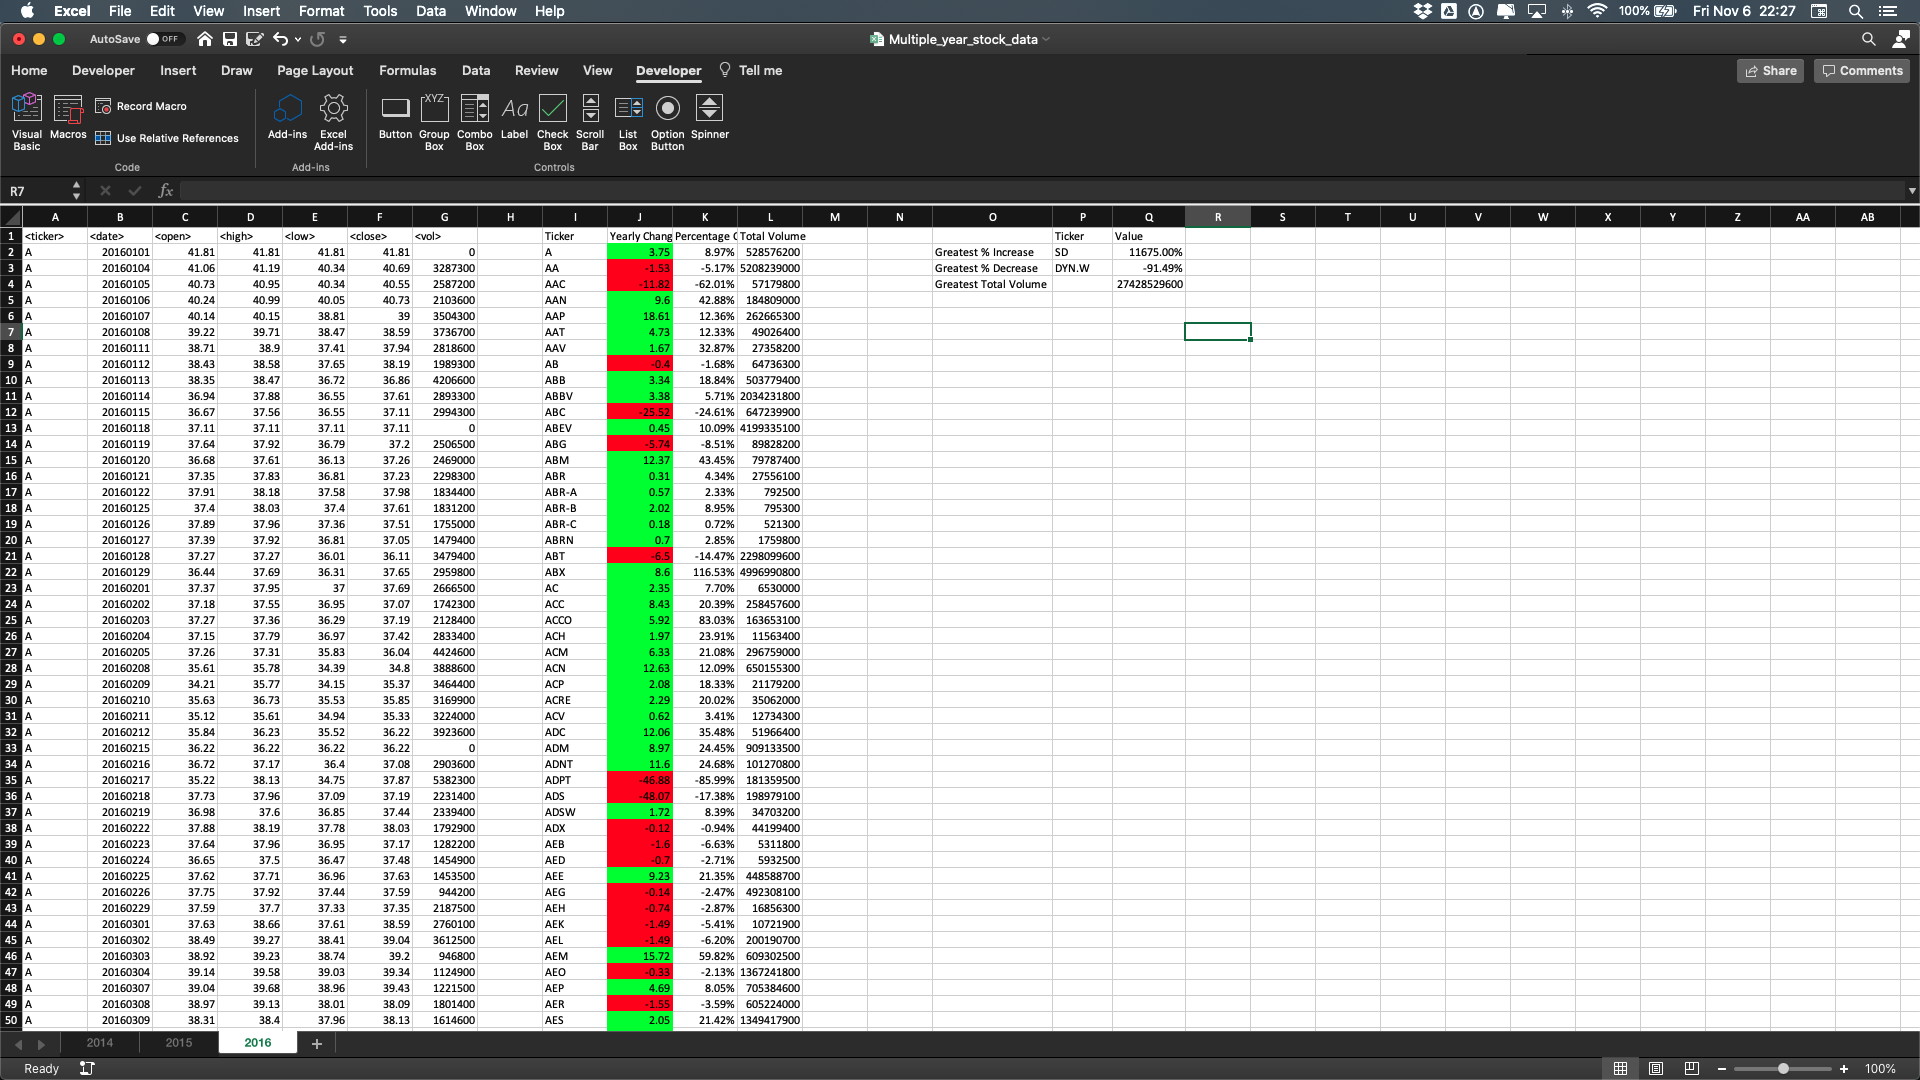 Excel File Edit View Insert Format Tools Data Window Help 100% Fri Nov 6 22:27
AutoSave OFF Multiple_year_stock_data
Home Developer Insert Draw Page Layout Formulas Data Review View Developer Tell me Share Comments
Visual Basic Macros Record Macro Use Relative References Add-ins Excel Add-ins Button XYZ Group Box Combo Box Aa Label Check Box Scroll Bar List Box Option Button Spinner
Code Add-ins Controls
R7 fx
A B C D E F G H I J K L M N O P Q R S T U V W X Y Z AA AB
1 <ticker> <date> <open> <high> <low> <close> <vol> Ticker Yearly Chang Percentage C Total Volume Ticker Value
2 A 20160101 41.81 41.81 41.81 41.81 0 A 3.75 8.97% 528576200 Greatest % Increase SD 11675.00%
3 A 20160104 41.06 41.19 40.34 40.69 3287300 AA -1.53 -5.17% 5208239000 Greatest % Decrease DYN.W -91.49%
4 A 20160105 40.73 40.95 40.34 40.55 2587200 AAC -11.82 -62.01% 57179800 Greatest Total Volume 27428529600
5 A 20160106 40.24 40.99 40.05 40.73 2103600 AAN 9.6 42.88% 184809000
6 A 20160107 40.14 40.15 38.81 39 3504300 AAP 18.61 12.36% 262665300
7 A 20160108 39.22 39.71 38.47 38.59 3736700 AAT 4.73 12.33% 49026400
8 A 20160111 38.71 38.9 37.41 37.94 2818600 AAV 1.67 32.87% 27358200
9 A 20160112 38.43 38.58 37.65 38.19 1989300 AB -0.4 -1.68% 64736300
10 A 20160113 38.35 38.47 36.72 36.86 4206600 ABB 3.34 18.84% 503779400
11 A 20160114 36.94 37.88 36.55 37.61 2893300 ABBV 3.38 5.71% 2034231800
12 A 20160115 36.67 37.56 36.55 37.11 2994300 ABC -25.52 -24.61% 647239900
13 A 20160118 37.11 37.11 37.11 37.11 0 ABEV 0.45 10.09% 4199335100
14 A 20160119 37.64 37.92 36.79 37.2 2506500 ABG -5.74 -8.51% 89828200
15 A 20160120 36.68 37.61 36.13 37.26 2469000 ABM 12.37 43.45% 79787400
16 A 20160121 37.35 37.83 36.81 37.23 2298300 ABR 0.31 4.34% 27556100
17 A 20160122 37.91 38.18 37.58 37.98 1834400 ABR-A 0.57 2.33% 792500
18 A 20160125 37.4 38.03 37.4 37.61 1831200 ABR-B 2.02 8.95% 795300
19 A 20160126 37.89 37.96 37.36 37.51 1755000 ABR-C 0.18 0.72% 521300
20 A 20160127 37.39 37.92 36.81 37.05 1479400 ABRN 0.7 2.85% 1759800
21 A 20160128 37.27 37.27 36.01 36.11 3479400 ABT -6.5 -14.47% 2298099600
22 A 20160129 36.44 37.69 36.31 37.65 2959800 ABX 8.6 116.53% 4996990800
23 A 20160201 37.37 37.95 37 37.69 2666500 AC 2.35 7.70% 6530000
24 A 20160202 37.18 37.55 36.95 37.07 1742300 ACC 8.43 20.39% 258457600
25 A 20160203 37.27 37.36 36.29 37.19 2128400 ACCO 5.92 83.03% 163653100
26 A 20160204 37.15 37.79 36.97 37.42 2833400 ACH 1.97 23.91% 11563400
27 A 20160205 37.26 37.31 35.83 36.04 4424600 ACM 6.33 21.08% 296759000
28 A 20160208 35.61 35.78 34.39 34.8 3888600 ACN 12.63 12.09% 650155300
29 A 20160209 34.21 35.77 34.15 35.37 3464400 ACP 2.08 18.33% 21179200
30 A 20160210 35.63 36.73 35.53 35.85 3169900 ACRE 2.29 20.02% 35062000
31 A 20160211 35.12 35.61 34.94 35.33 3224000 ACV 0.62 3.41% 12734300
32 A 20160212 35.84 36.23 35.52 36.22 3923600 ADC 12.06 35.48% 51966400
33 A 20160215 36.22 36.22 36.22 36.22 0 ADM 8.97 24.45% 909133500
34 A 20160216 36.72 37.17 36.4 37.08 2903600 ADNT 11.6 24.68% 101270800
35 A 20160217 35.22 38.13 34.75 37.87 5382300 ADPT -46.88 -85.99% 181359500
36 A 20160218 37.73 37.96 37.09 37.19 2231400 ADS -48.07 -17.38% 198979100
37 A 20160219 36.98 37.6 36.85 37.44 2339400 ADSW 1.72 8.39% 34703200
38 A 20160222 37.88 38.19 37.78 38.03 1792900 ADX -0.12 -0.94% 44199400
39 A 20160223 37.64 37.96 36.95 37.17 1282200 AEB -1.6 -6.63% 5311800
40 A 20160224 36.65 37.5 36.47 37.48 1454900 AED -0.7 -2.71% 5932500
41 A 20160225 37.62 37.71 36.96 37.63 1453500 AEE 9.23 21.35% 448588700
42 A 20160226 37.75 37.92 37.44 37.59 944200 AEG -0.14 -2.47% 492308100
43 A 20160229 37.59 37.7 37.33 37.35 2187500 AEH -0.74 -2.87% 16856300
44 A 20160301 37.63 38.66 37.61 38.59 2760100 AEK -1.49 -5.41% 10721900
45 A 20160302 38.49 39.27 38.41 39.04 3612500 AEL -1.49 -6.20% 200190700
46 A 20160303 38.92 39.23 38.74 39.2 946800 AEM 15.72 59.82% 609302500
47 A 20160304 39.14 39.58 39.03 39.34 1124900 AEO -0.33 -2.13% 1367241800
48 A 20160307 39.04 39.68 38.96 39.43 1221500 AEP 4.69 8.05% 705384600
49 A 20160308 38.97 39.13 38.01 38.09 1801400 AER -1.55 -3.59% 605224000
50 A 20160309 38.31 38.4 37.96 38.13 1614600 AES 2.05 21.42% 1349417900
2014 2015 2016 +
Ready 100%